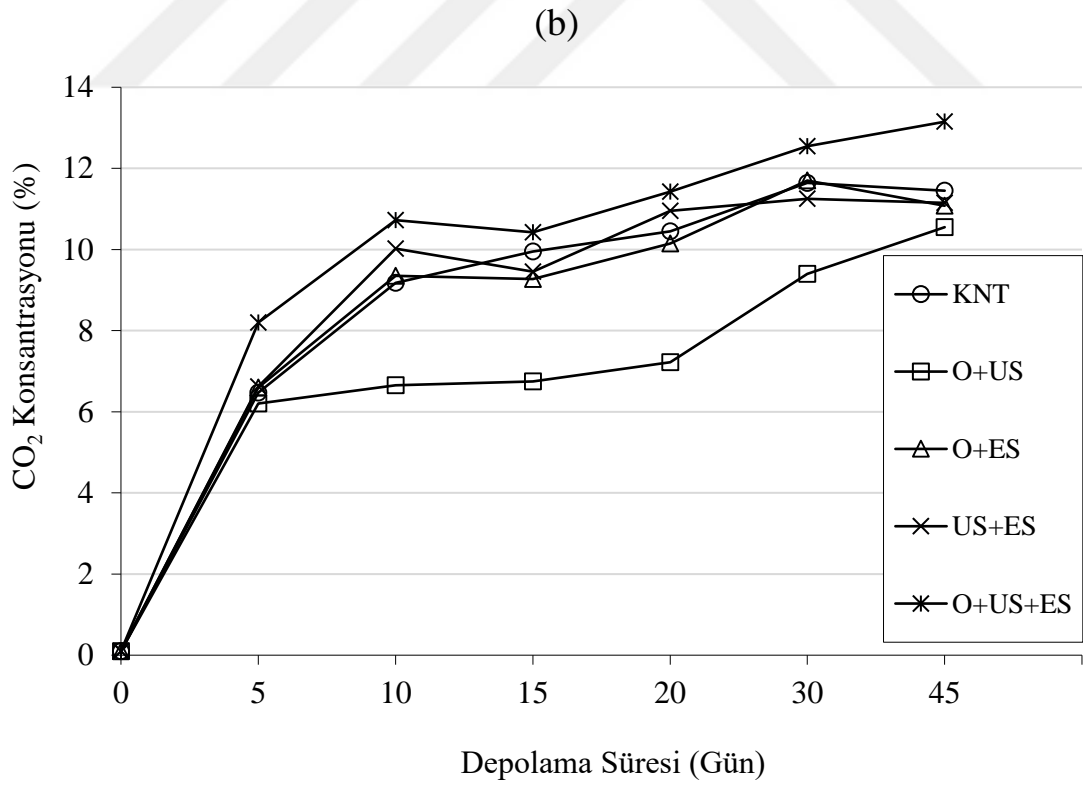 (b)
CO₂ Konsantrasyonu (%)
14
12
10
8
6
4
2
0
0 5 10 15 20 30 45
Depolama Süresi (Gün)
KNT
O+US
O+ES
US+ES
O+US+ES